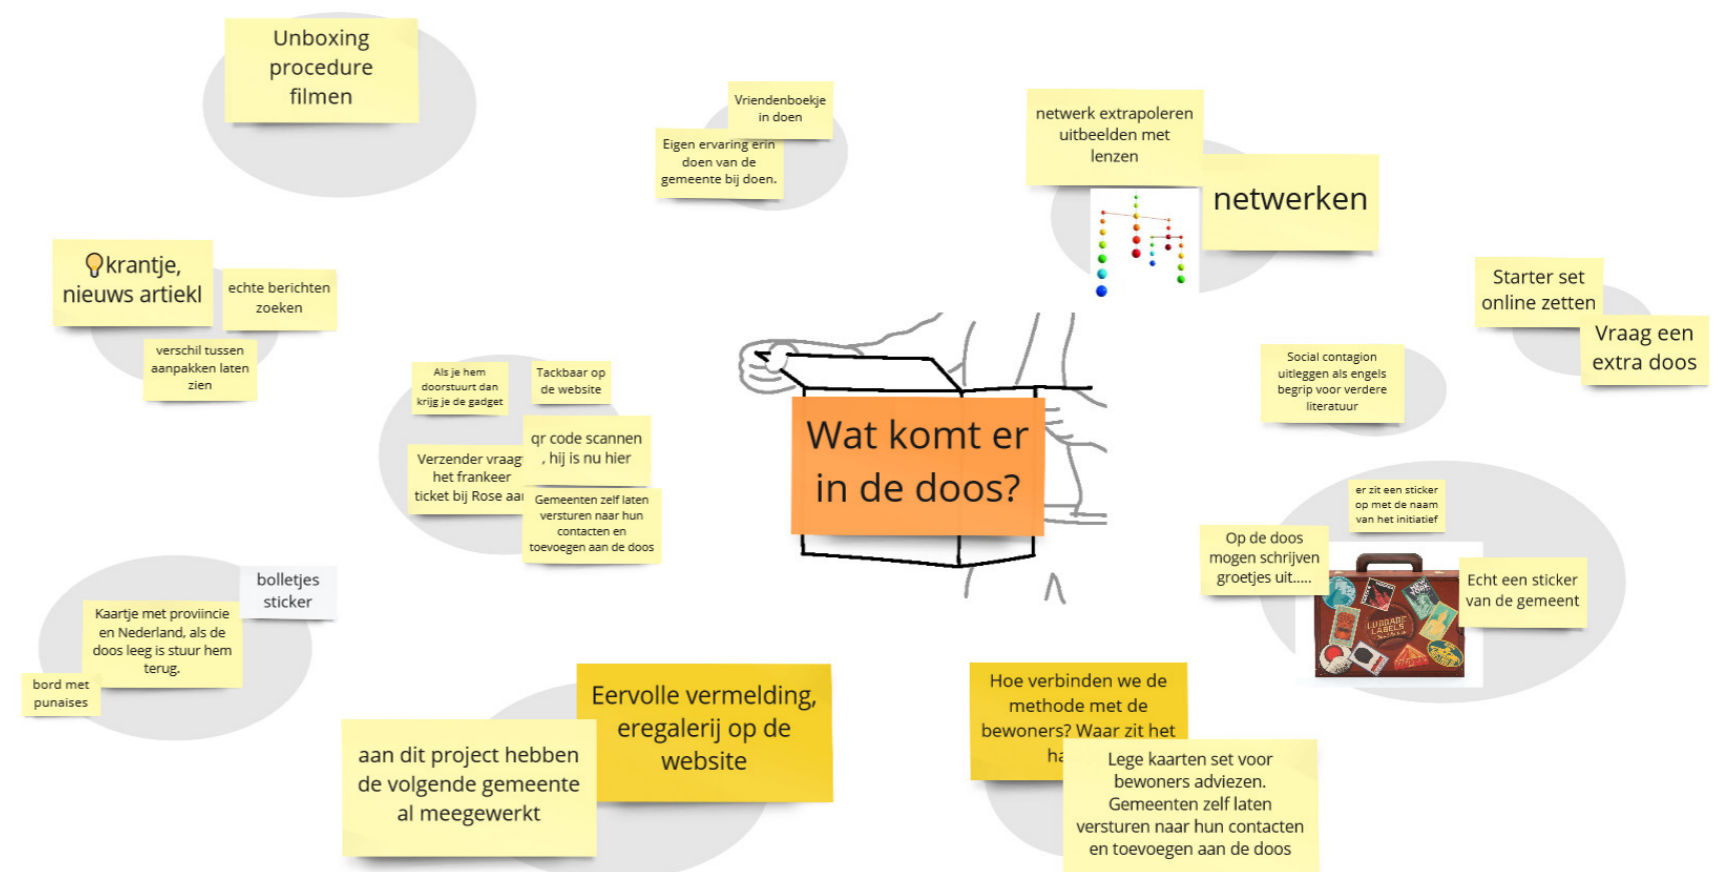 Unboxing
procedure
filmen
Vriendenboekje
in doen
Eigen ervaring erin
doen van de
gemeente bij doen.
netwerk extrapoleren
uitbeelden met
lenzen
netwerken
krantje,
nieuws artiekl
echte berichten
zoeken
verschil tussen
aanpakken laten
zien
Starter set
online zetten
Vraag een
extra doos
Social contagion
uitleggen als engels
begrip voor verdere
literatuur
Als je hem
doorstuurt dan
krijg je de gadget
Tackbaar op
de website
qr code scannen
, hij is nu hier
Verzender vraag
het frankeer
ticket bij Rose aa
Gemeenten zelf laten
versturen naar hun
contacten en
toevoegen aan de doos
Wat komt er
in de doos?
er zit een sticker
op met de naam
van het initiatief
Op de doos
mogen schrijven
groetjes uit.....
Echt een sticker
van de gemeent
LUGGAGE
LABELS
bolletjes
sticker
Kaartje met proviincie
en Nederland, als de
doos leeg is stuur hem
terug.
bord met
punaises
Eervolle vermelding,
eregalerij op de
website
aan dit project hebben
de volgende gemeente
al meegewerkt
Hoe verbinden we de
methode met de
bewoners? Waar zit het
ha
Lege kaarten set voor
bewoners adviezen.
Gemeenten zelf laten
versturen naar hun contacten
en toevoegen aan de doos